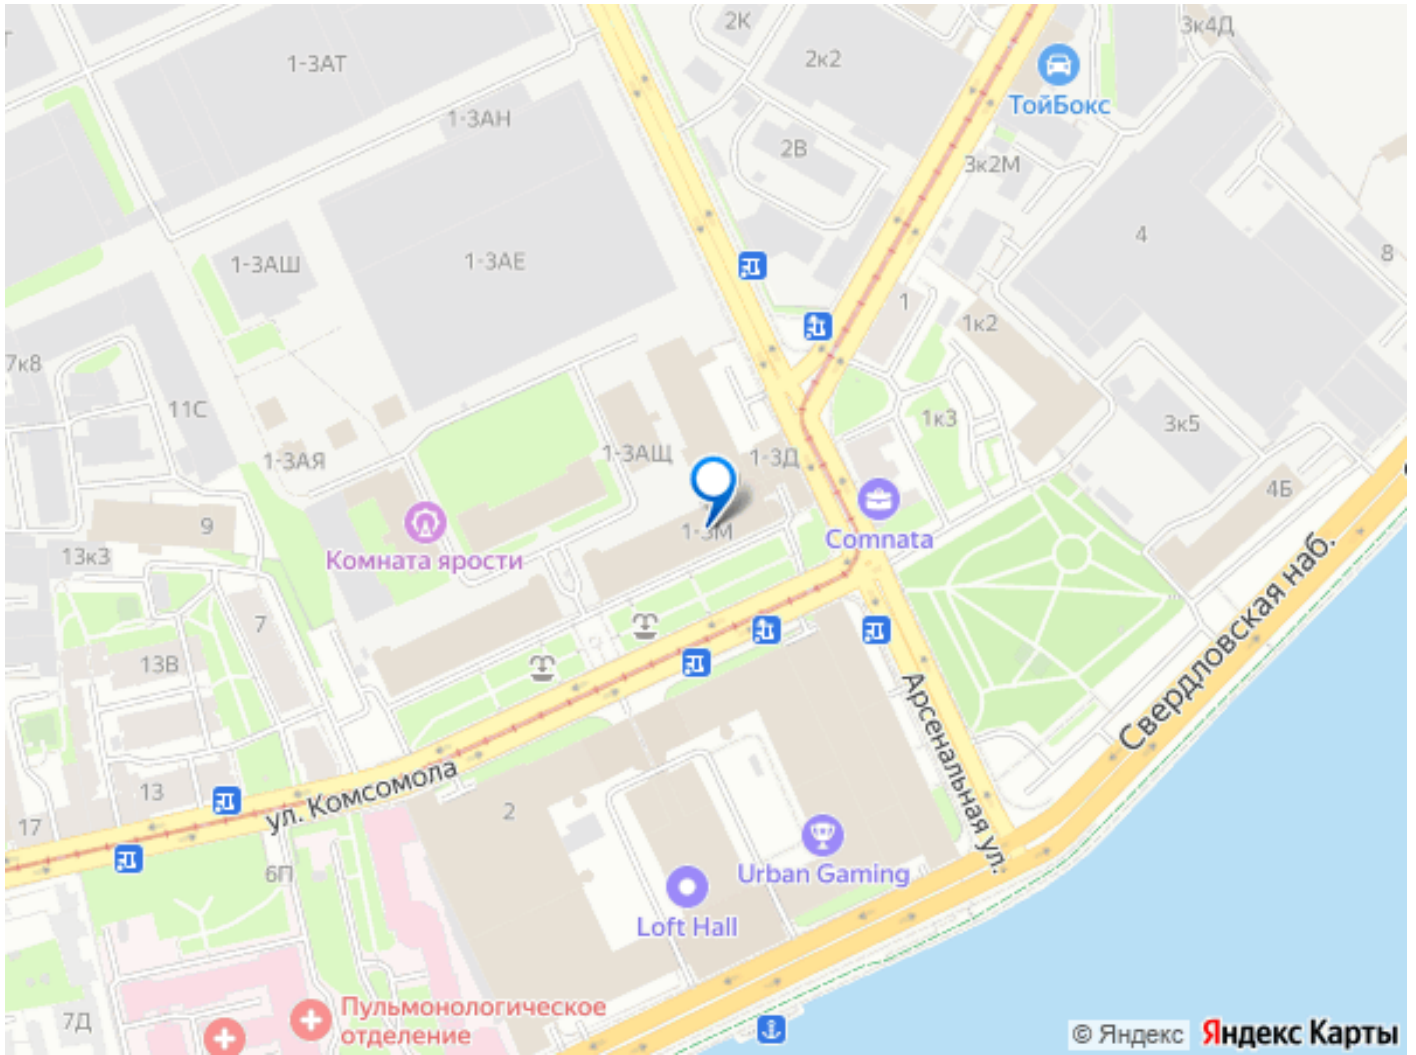 2К
3к4Д
1-3АТ
2к2
ТойБокс
1-3АН
2В
3к2М
4
8
1-3АШ
1-3АЕ
1
1к2
7к8
11С
1к3
3к5
1-3АЯ
1-3АЩ
1-3Д
4Б
9
1-3М
Comnata
Комната ярости
13к3
7
13В
Свердловская наб.
Арсенальная ул.
ул. Комсомола
13
2
17
6П
Urban Gaming
Loft Hall
Пульмонологическое
отделение
7Д
© Яндекс
Яндекс Карты